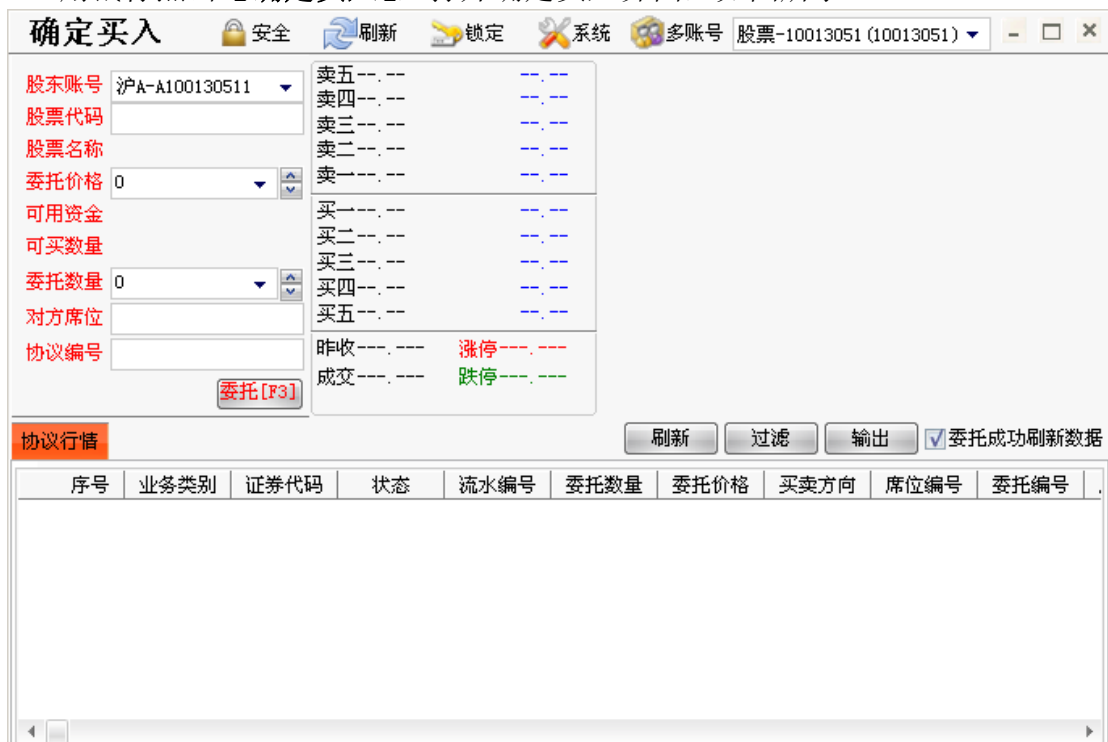 确定买入 安全 刷新 锁定 系统 多账号 股票-10013051(10013051)
股东账号 沪A-A100130511
股票代码
股票名称
委托价格 0
可用资金
可买数量
委托数量 0
对方席位
协议编号
委托[F3]
卖五--.-- --.--
卖四--.-- --.--
卖三--.-- --.--
卖二--.-- --.--
卖一--.-- --.--
买一--.-- --.--
买二--.-- --.--
买三--.-- --.--
买四--.-- --.--
买五--.-- --.--
昨收---.--- 涨停---.---
成交---.--- 跌停---.---
协议行情 刷新 过滤 输出 委托成功刷新数据
序号 业务类别 证券代码 状态 流水编号 委托数量 委托价格 买卖方向 席位编号 委托编号